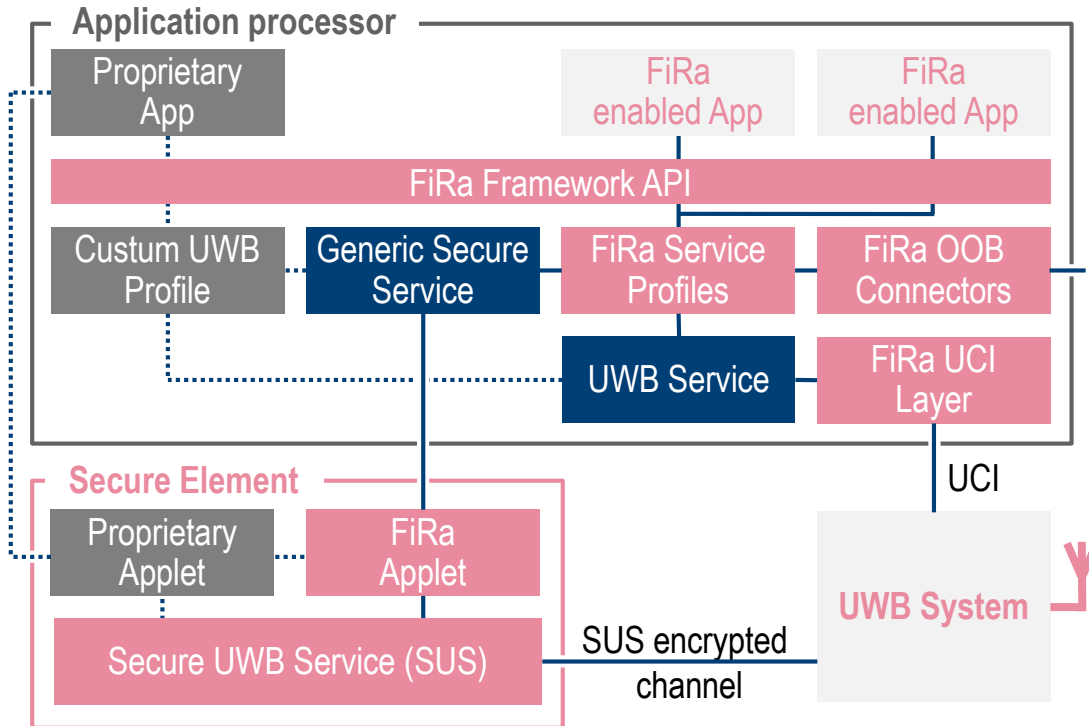 Application processor
Proprietary
App
FiRa
enabled App
FiRa
enabled App
FiRa Framework API
Custum UWB
Profile
Generic Secure
Service
FiRa Service
Profiles
FiRa OOB
Connectors
UWB Service
FiRa UCI
Layer
UCI
Secure Element
Proprietary
Applet
FiRa
Applet
UWB System
Secure UWB Service (SUS)
SUS encrypted
channel